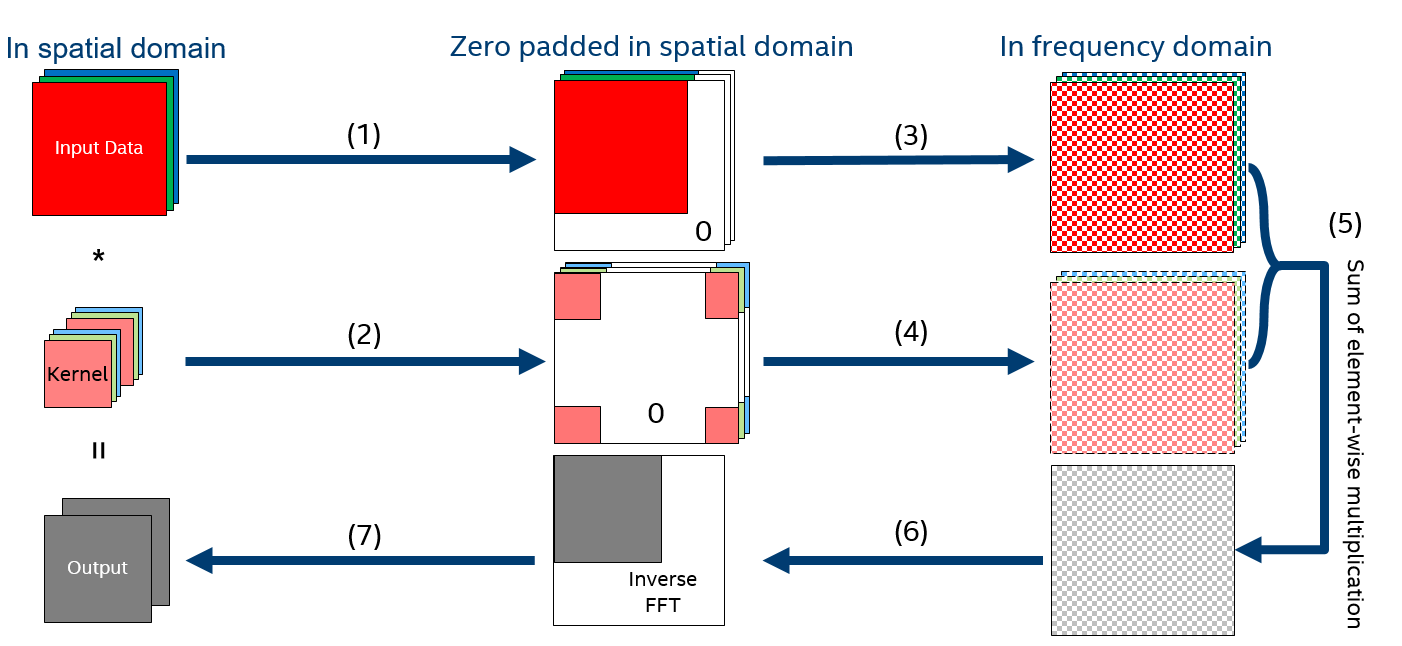 In spatial domain
Zero padded in spatial domain
In frequency domain
Input Data
(1)
0
(3)
(5)
Sum of element-wise multiplication
*
Kernel
(2)
0
(4)
=
Output
(7)
Inverse
FFT
(6)